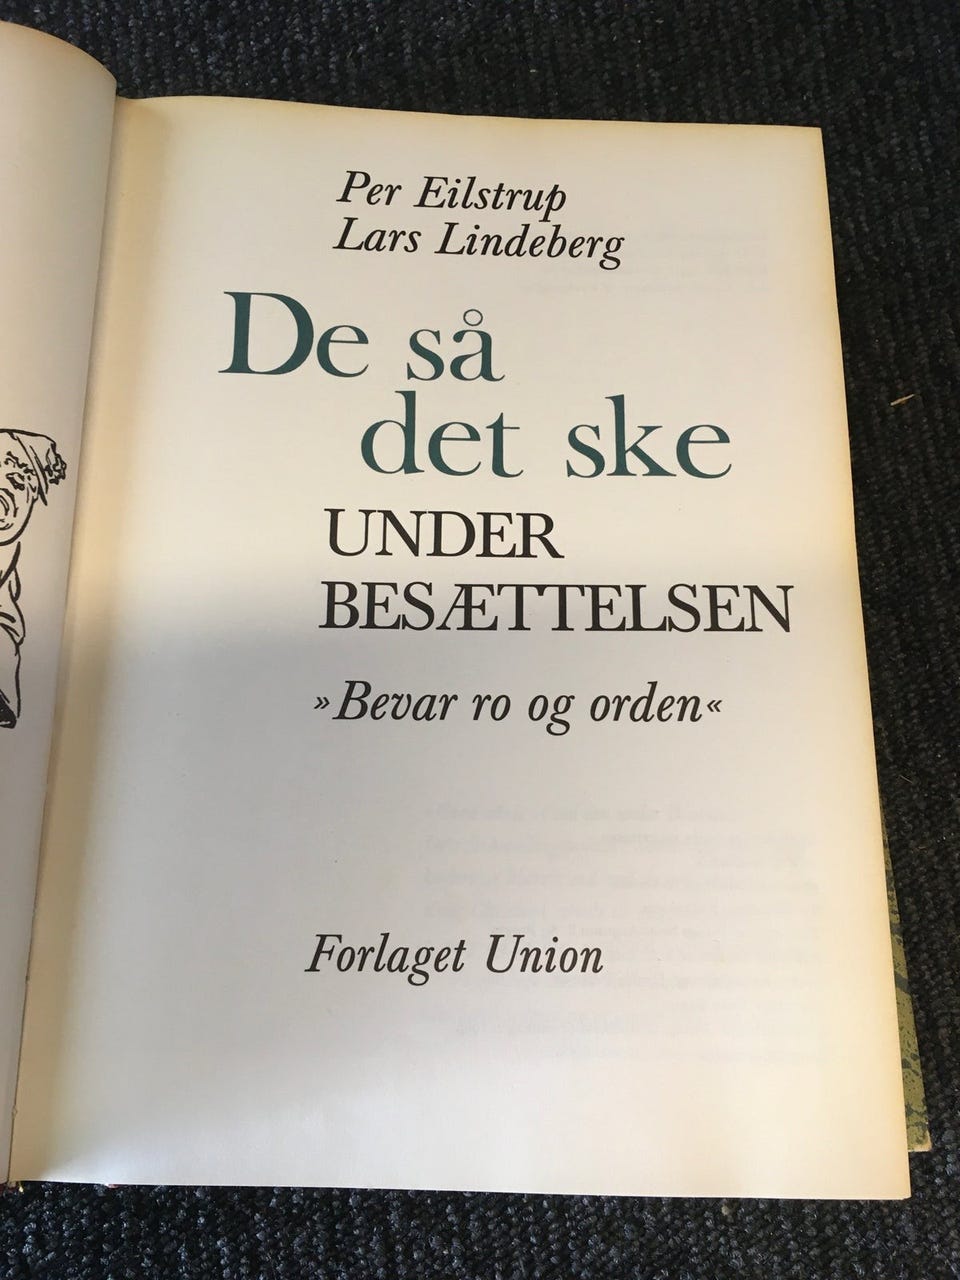 Per Eilstrup
Lars Lindeberg
De så
det ske
UNDER
BESÆTTELSEN
»Bevar ro og orden«
Forlaget Union